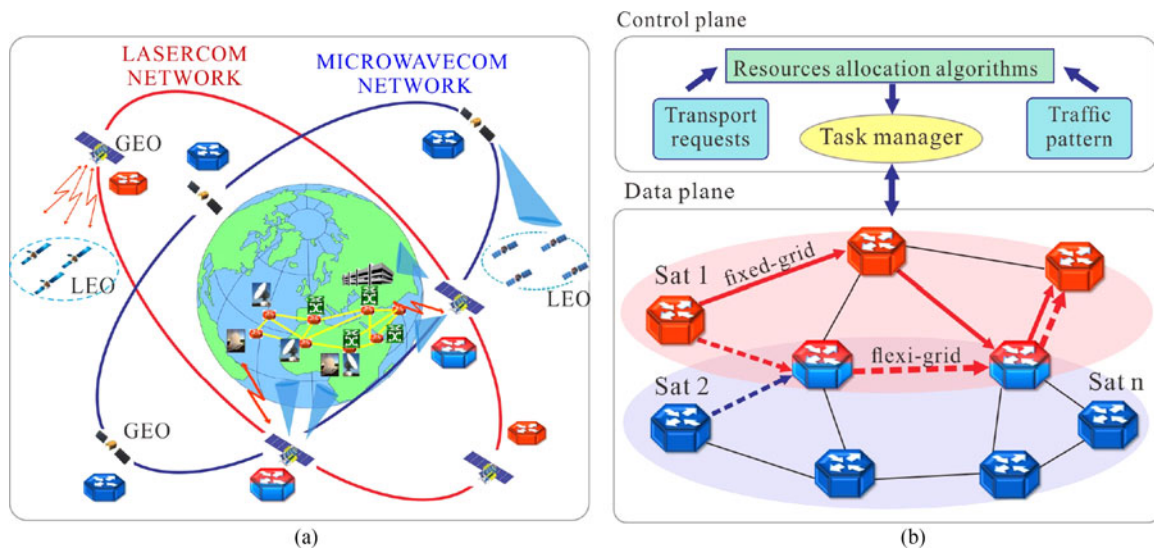 LASERCOM
NETWORK
MICROWAVECOM
NETWORK
GEO
LEO
LEO
GEO
(a)
Control plane
Resources allocation algorithms
Transport
requests
Task manager
Traffic
pattern
Data plane
Sat 1
fixed-grid
flexi-grid
Sat 2
Sat n
(b)